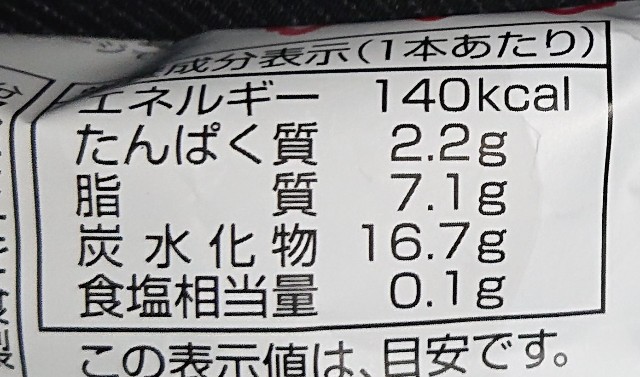 成分表示(1本あたり)
エネルギー 140kcal
たんぱく質 2.2g
脂質 7.1g
炭水化物 16.7g
食塩相当量 0.1g
この表示値は、目安です。